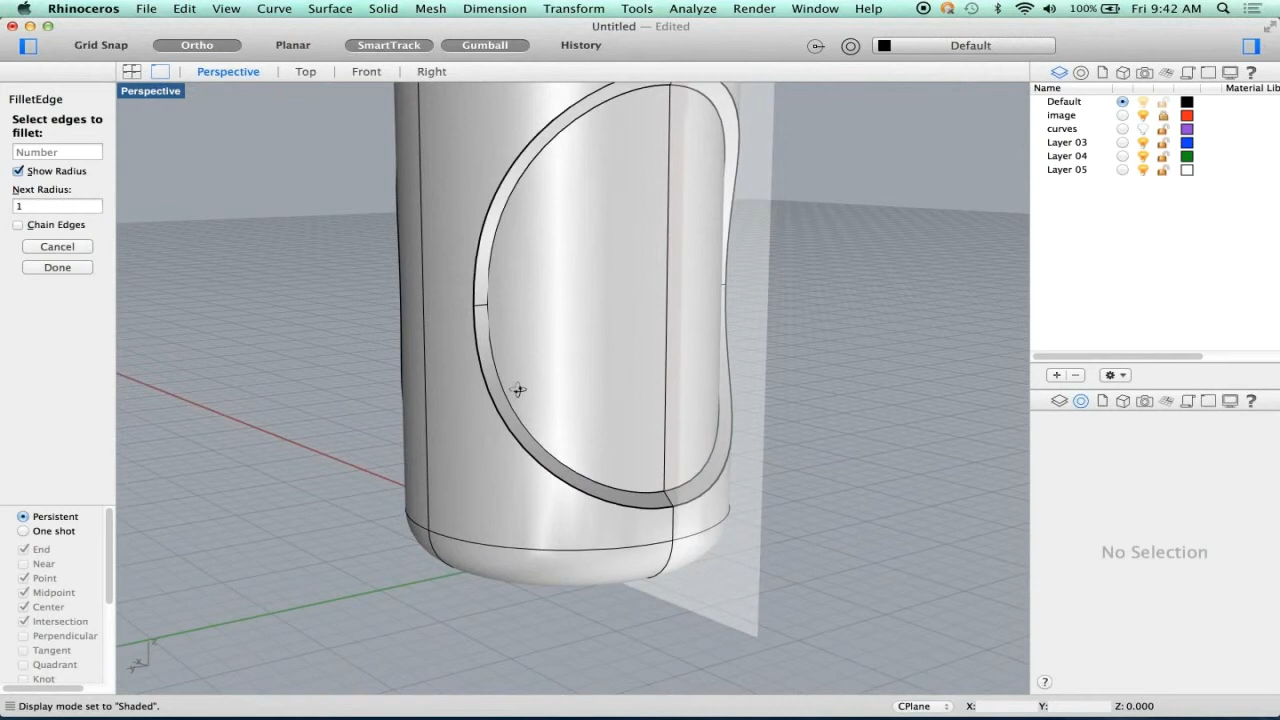 Rhinoceros File Edit View Curve Surface Solid Mesh Dimension Transform Tools Analyze Render Window Help 100% Fri 9:42 AM
Untitled — Edited
Grid Snap Ortho Planar SmartTrack Gumball History Default
Perspective Top Front Right
Perspective
FilletEdge
Select edges to
fillet:
Number
Show Radius
Next Radius:
1
Chain Edges
Cancel
Done
Persistent
One shot
End
Near
Point
Midpoint
Center
Intersection
Perpendicular
Tangent
Quadrant
Knot
z
y
x
Name Material Lib
Default
image
curves
Layer 03
Layer 04
Layer 05
No Selection
Display mode set to "Shaded". CPlane X: Y: Z: 0.000